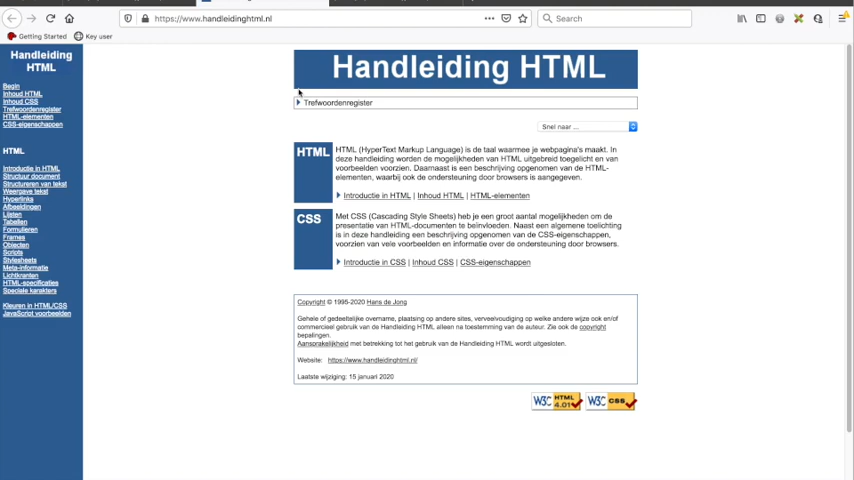 https://www.handleidinghtml.nl
Search
Getting Started
Key user
Handleiding
HTML
Begin
Inhoud HTML
Inhoud CSS
Trefwoordenregister
HTML-elementen
CSS-eigenschappen
HTML
Introductie in HTML
Structuur document
Structureren van tekst
Weergave tekst
Hyperlinks
Afbeeldingen
Lijsten
Tabellen
Formulieren
Frames
Objecten
Scripts
Stylesheets
Meta-informatie
Lichtkranten
HTML-specificaties
Speciale karakters
Kleuren in HTML/CSS
JavaScript voorbeelden
Handleiding HTML
Trefwoordenregister
Snel naar ...
HTML
HTML (HyperText Markup Language) is de taal waarmee je webpagina's maakt. In
deze handleiding worden de mogelijkheden van HTML uitgebreid toegelicht en van
voorbeelden voorzien. Daarnaast is een beschrijving opgenomen van de HTML-
elementen, waarbij ook de ondersteuning door browsers is aangegeven.
Introductie in HTML | Inhoud HTML | HTML-elementen
CSS
Met CSS (Cascading Style Sheets) heb je een groot aantal mogelijkheden om de
presentatie van HTML-documenten te beïnvloeden. Naast een algemene toelichting
is in deze handleiding een beschrijving opgenomen van de CSS-eigenschappen,
voorzien van vele voorbeelden en informatie over de ondersteuning door browsers.
Introductie in CSS | Inhoud CSS | CSS-eigenschappen
Copyright © 1995-2020 Hans de Jong
Gehele of gedeeltelijke overname, plaatsing op andere sites, verveelvoudiging op welke andere wijze ook en/of
commercieel gebruik van de Handleiding HTML alleen na toestemming van de auteur. Zie ook de copyright
bepalingen.
Aansprakelijkheid met betrekking tot het gebruik van de Handleiding HTML wordt uitgesloten.
Website: https://www.handleidinghtml.nl/
Laatste wijziging: 15 januari 2020
W3C HTML 4.01
W3C CSS